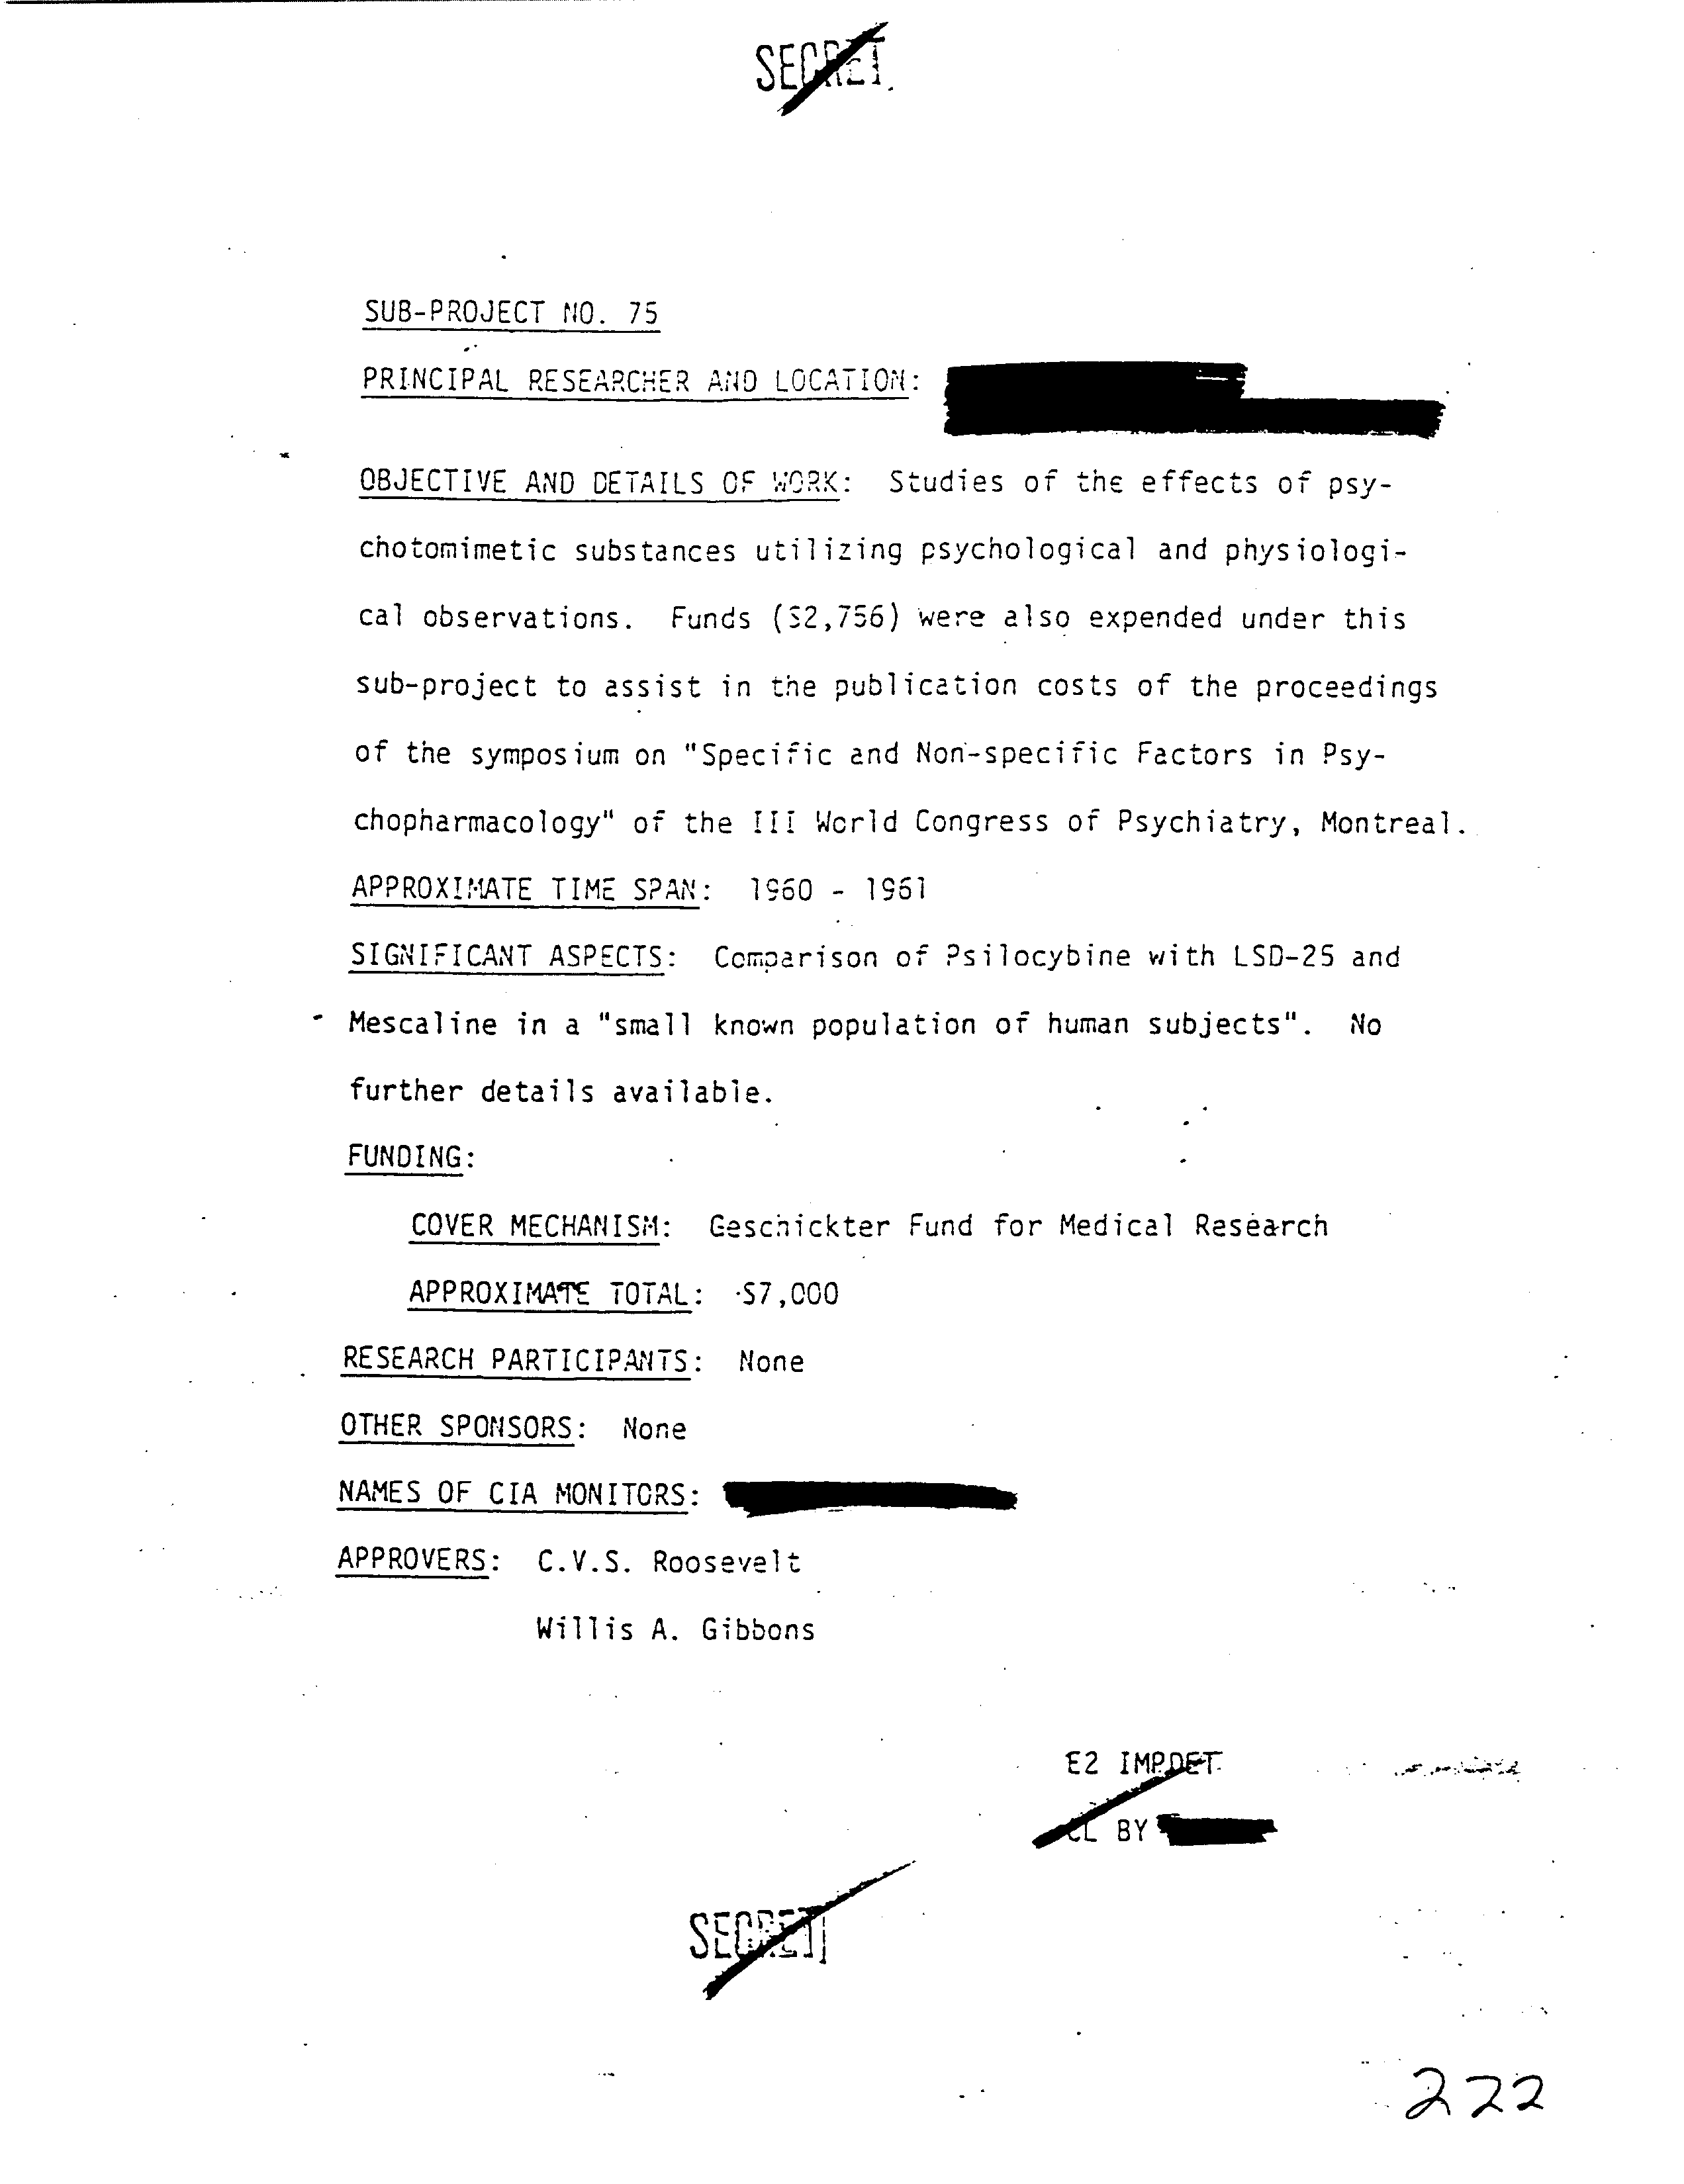 SECRET
SUB-PROJECT NO. 75
PRINCIPAL RESEARCHER AND LOCATION:
OBJECTIVE AND DETAILS OF WORK: Studies of the effects of psy-
chotomimetic substances utilizing psychological and physiologi-
cal observations. Funds ($2,756) were also expended under this
sub-project to assist in the publication costs of the proceedings
of the symposium on "Specific and Non-specific Factors in Psy-
chopharmacology" of the III World Congress of Psychiatry, Montreal.
APPROXIMATE TIME SPAN: 1960 - 1961
SIGNIFICANT ASPECTS: Comparison of Psilocybine with LSD-25 and
Mescaline in a "small known population of human subjects". No
further details available.
FUNDING:
COVER MECHANISM: Geschickter Fund for Medical Research
APPROXIMATE TOTAL: $7,000
RESEARCH PARTICIPANTS: None
OTHER SPONSORS: None
NAMES OF CIA MONITORS:
APPROVERS: C.V.S. Roosevelt
Willis A. Gibbons
E2 IMPDET
CL BY
SECRET
222